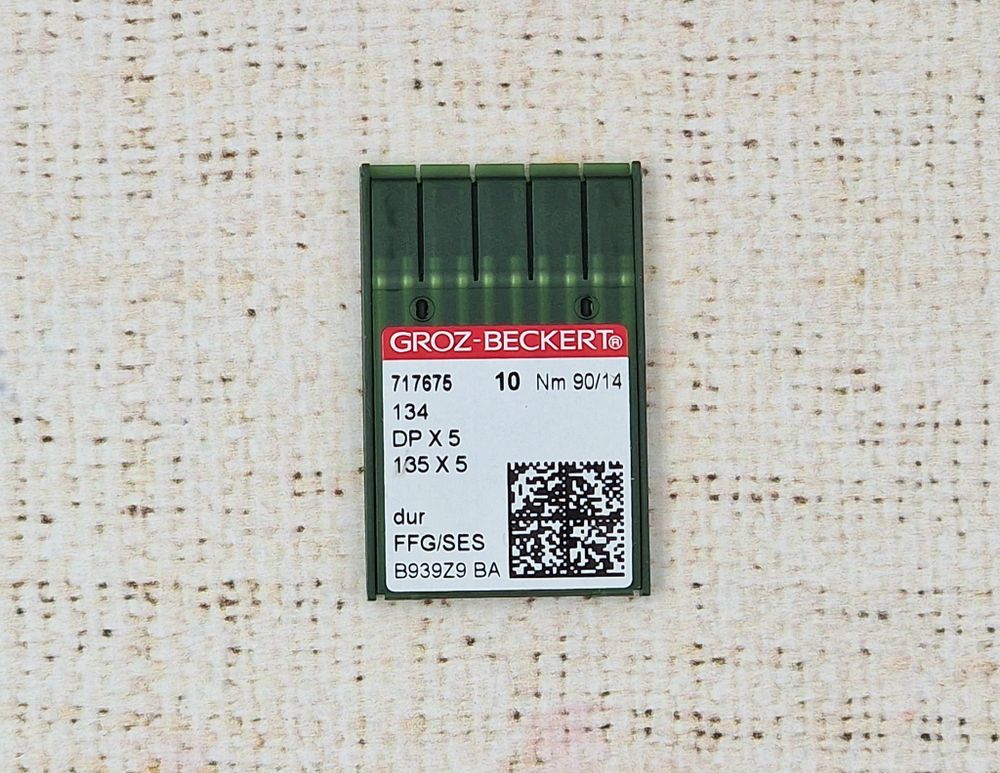 GROZ-BECKERT®
717675 10 Nm 90/14
134
DP X 5
135 X 5
dur
FFG/SES
B939Z9 BA